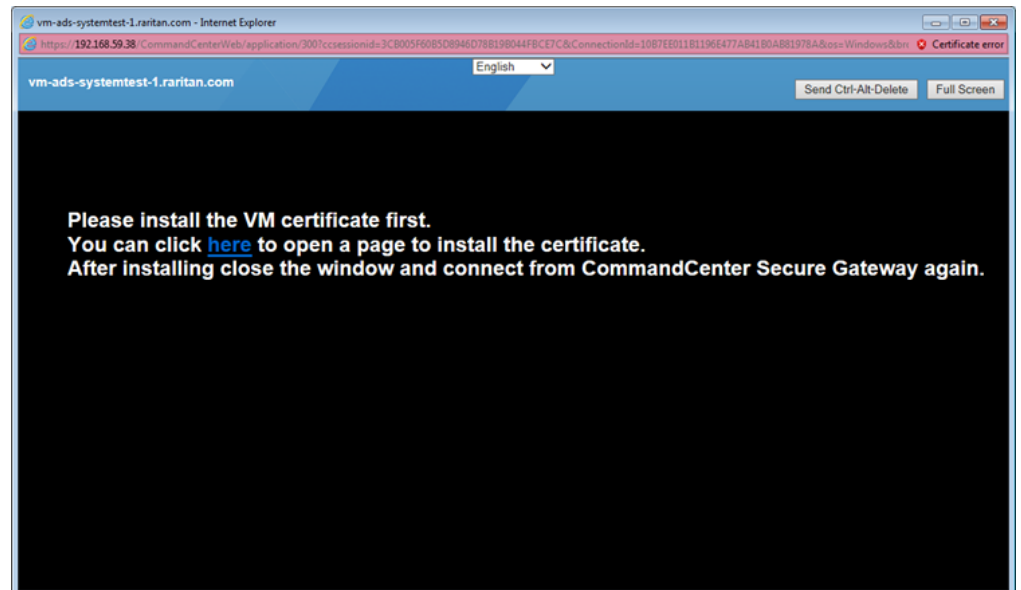 vm-ads-systemtest-1.raritan.com - Internet Explorer
https://192.168.59.38/CommandCenterWeb/application/300?ccsessionid=3CB005F60B5D8946D78B19B044FBCE7C&ConnectionId=10B7EE011B1196E477AB41B0AB81978A&os=Windows&bro Certificate error
English
vm-ads-systemtest-1.raritan.com
Send Ctrl-Alt-Delete Full Screen
Please install the VM certificate first.
You can click here to open a page to install the certificate.
After installing close the window and connect from CommandCenter Secure Gateway again.